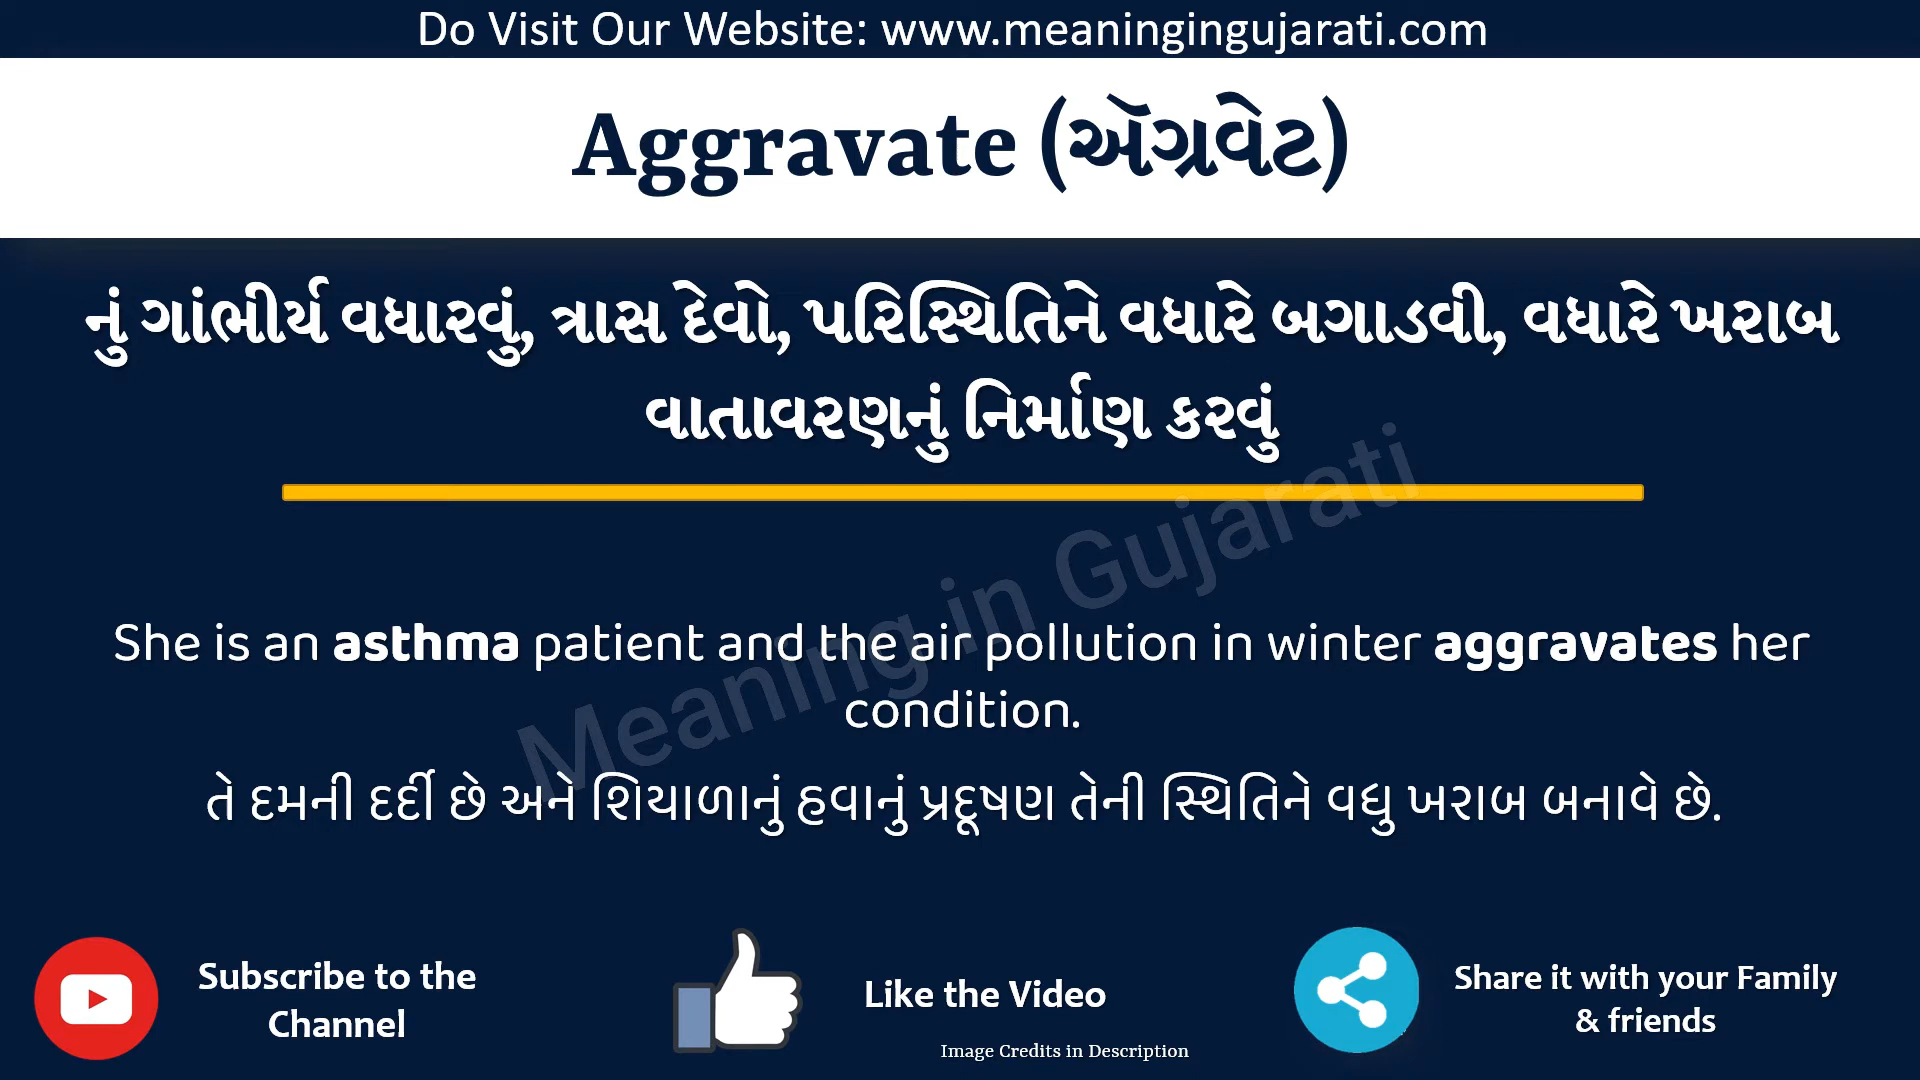 Do Visit Our Website: www.meaningingujarati.com
Aggravate (ઍગ્રવેટ)
નું ગાંભીર્ય વધારવું, ત્રાસ દેવો, પરિસ્થિતિને વધારે બગાડવી, વધારે ખરાબ
વાતાવરણનું નિર્માણ કરવું
Meaning in Gujarati
She is an asthma patient and the air pollution in winter aggravates her
condition.
તે દમની દર્દી છે અને શિયાળાનું હવાનું પ્રદૂષણ તેની સ્થિતિને વધુ ખરાબ બનાવે છે.
Subscribe to the
Channel
Like the Video
Share it with your Family
& friends
Image Credits in Description